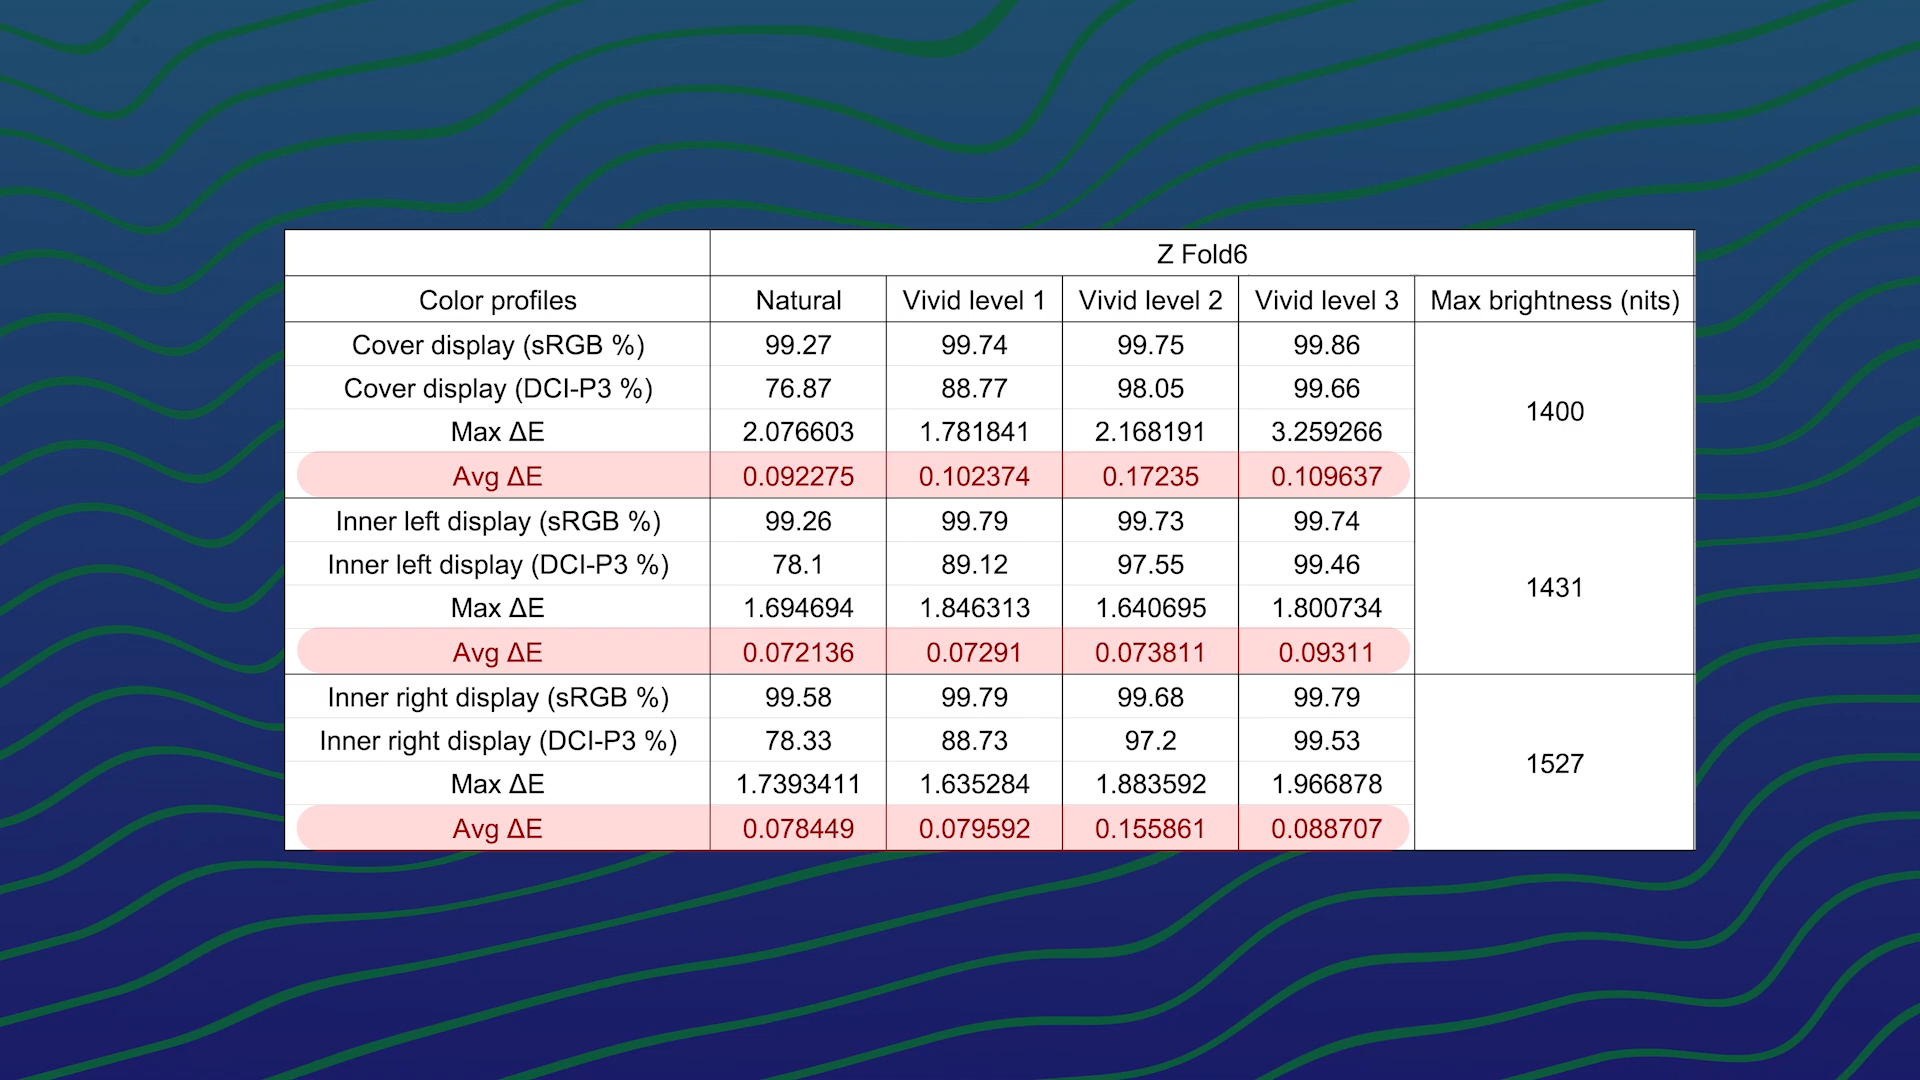 Z Fold6
Color profiles Natural Vivid level 1 Vivid level 2 Vivid level 3 Max brightness (nits)
Cover display (sRGB %) 99.27 99.74 99.75 99.86
Cover display (DCI-P3 %) 76.87 88.77 98.05 99.66
1400
Max ΔE 2.076603 1.781841 2.168191 3.259266
Avg ΔE 0.092275 0.102374 0.17235 0.109637
Inner left display (sRGB %) 99.26 99.79 99.73 99.74
Inner left display (DCI-P3 %) 78.1 89.12 97.55 99.46
1431
Max ΔE 1.694694 1.846313 1.640695 1.800734
Avg ΔE 0.072136 0.07291 0.073811 0.09311
Inner right display (sRGB %) 99.58 99.79 99.68 99.79
Inner right display (DCI-P3 %) 78.33 88.73 97.2 99.53
1527
Max ΔE 1.7393411 1.635284 1.883592 1.966878
Avg ΔE 0.078449 0.079592 0.155861 0.088707